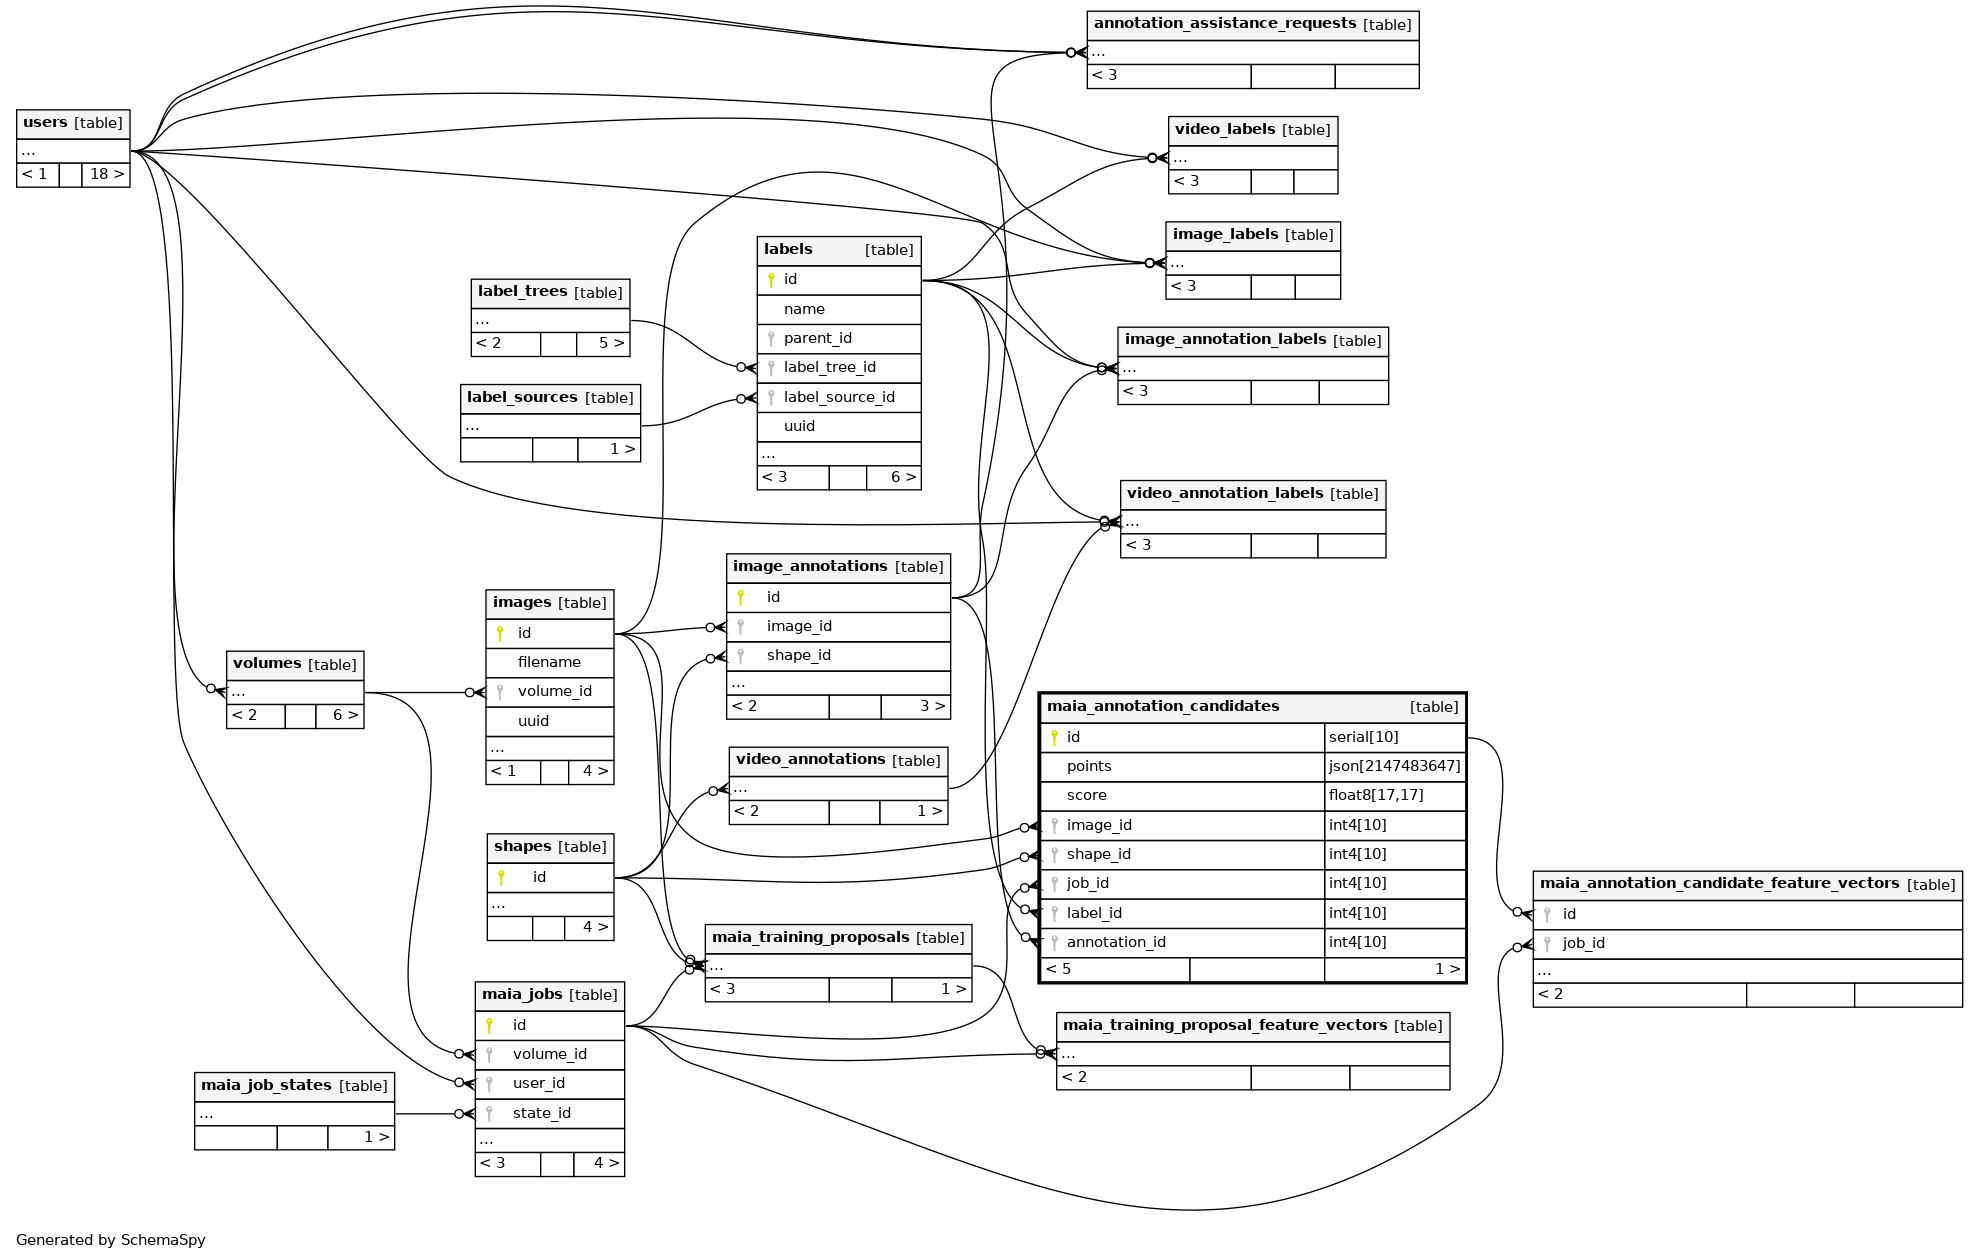 annotation_assistance_requests [table]
...
< 3
users [table]
...
< 1 18 >
video_labels [table]
...
< 3
image_labels [table]
...
< 3
labels [table]
id
name
parent_id
label_tree_id
label_source_id
uuid
...
< 3 6 >
label_trees [table]
...
< 2 5 >
label_sources [table]
...
1 >
image_annotation_labels [table]
...
< 3
video_annotation_labels [table]
...
< 3
image_annotations [table]
id
image_id
shape_id
...
< 2 3 >
images [table]
id
filename
volume_id
uuid
...
< 1 4 >
volumes [table]
...
< 2 6 >
video_annotations [table]
...
< 2 1 >
maia_annotation_candidates [table]
id serial[10]
points json[2147483647]
score float8[17,17]
image_id int4[10]
shape_id int4[10]
job_id int4[10]
label_id int4[10]
annotation_id int4[10]
< 5 1 >
shapes [table]
id
...
4 >
maia_annotation_candidate_feature_vectors [table]
id
job_id
...
< 2
maia_training_proposals [table]
...
< 3 1 >
maia_jobs [table]
id
volume_id
user_id
state_id
...
< 3 4 >
maia_training_proposal_feature_vectors [table]
...
< 2
maia_job_states [table]
...
1 >
Generated by SchemaSpy